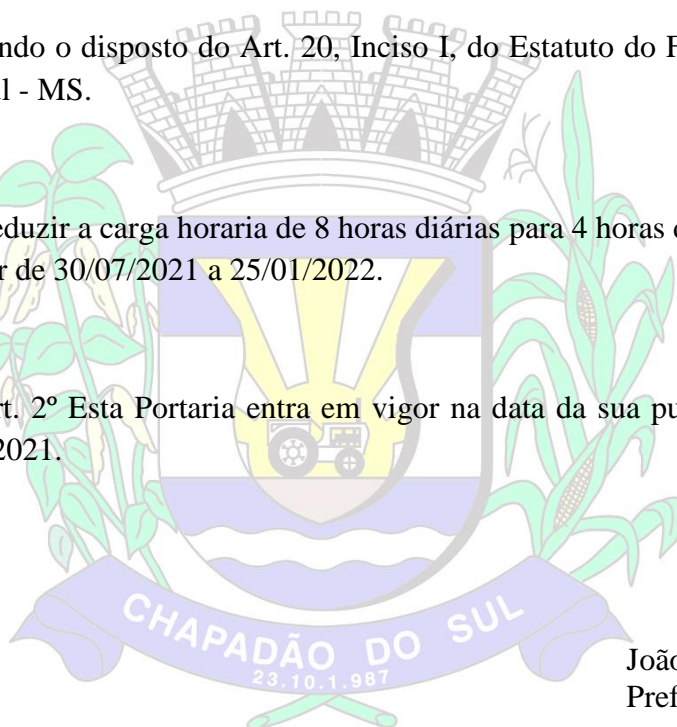 ndo o disposto do Art. 20, Inciso I, do Estatuto do F
l - MS.
eduzir a carga horaria de 8 horas diárias para 4 horas
r de 30/07/2021 a 25/01/2022.
rt. 2º Esta Portaria entra em vigor na data da sua pu
2021.
CHAPADÃO DO SUL
23.10.1.987
João
Pref